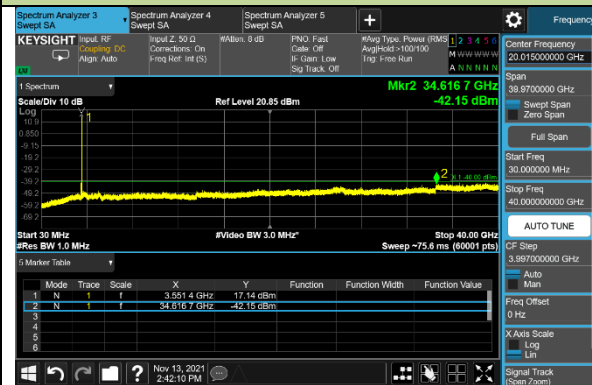 Spectrum Analyzer 3
Swept SA
Spectrum Analyzer 4
Swept SA
Spectrum Analyzer 5
Swept SA
Frequency
KEYSIGHT
Input: RF
Coupling: DC
Align: Auto
Input Z: 50 Ω
Corrections: On
Freq Ref: Int (S)
#Atten: 8 dB
PNO: Fast
Gate: Off
IF Gain: Low
Sig Track: Off
#Avg Type: Power (RMS
Avg|Hold:>100/100
Trig: Free Run
1 2 3 4 5 6
M W W W W W
A N N N N N
1 Spectrum
Scale/Div 10 dB
Ref Level 20.85 dBm
Mkr2 34.616 7 GHz
-42.15 dBm
Log
10.9
0.850
-9.15
-19.2
-29.2
-39.2
-49.2
-59.2
-69.2
1
2
Start 30 MHz
#Res BW 1.0 MHz
#Video BW 3.0 MHz*
Stop 40.00 GHz
Sweep ~75.6 ms (60001 pts)
5 Marker Table
Mode Trace Scale X Y Function Function Width Function Value
1 N 1 f 3.551 4 GHz 17.14 dBm
2 N 1 f 34.616 7 GHz -42.15 dBm
3
4
5
6
Nov 13, 2021
2:42:10 PM
Center Frequency
20.015000000 GHz
Span
39.9700000 GHz
Swept Span
Zero Span
Full Span
Start Freq
30.000000 MHz
Stop Freq
40.000000000 GHz
AUTO TUNE
CF Step
3.997000000 GHz
Auto
Man
Freq Offset
0 Hz
X Axis Scale
Log
Lin
Signal Track
(Span Zoom)